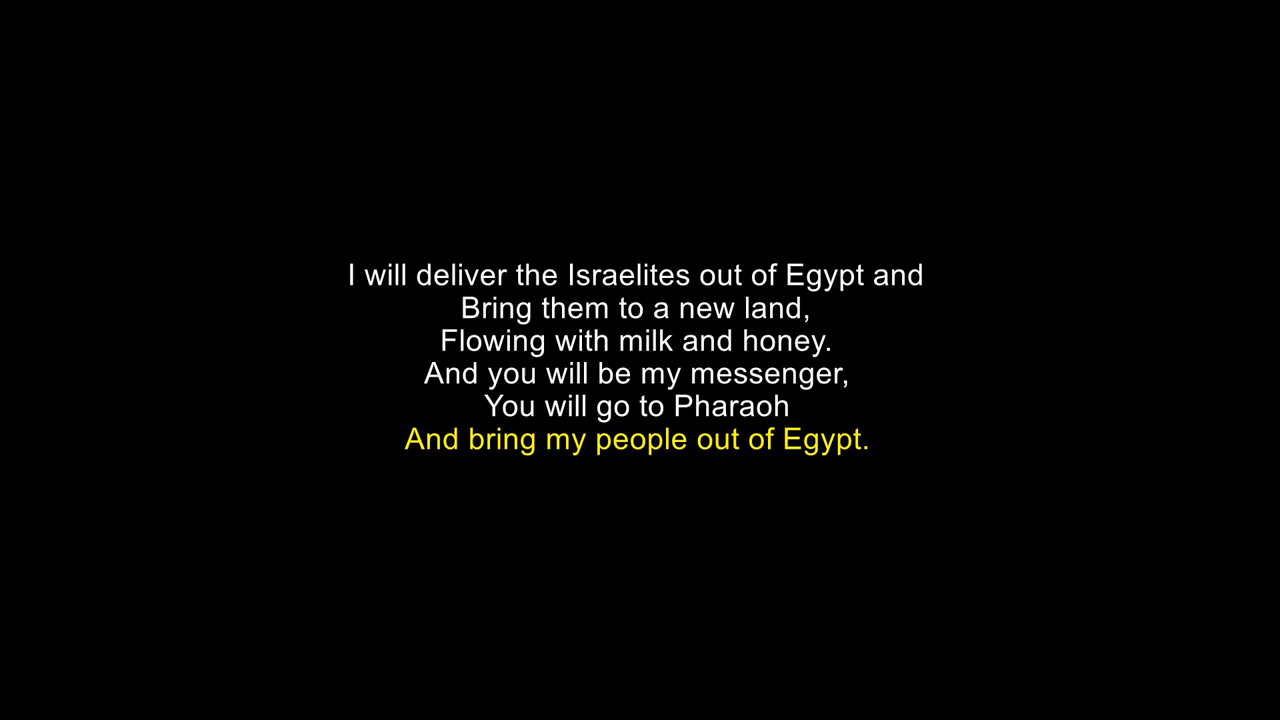 I will deliver the Israelites out of Egypt and
Bring them to a new land,
Flowing with milk and honey.
And you will be my messenger,
You will go to Pharaoh
And bring my people out of Egypt.